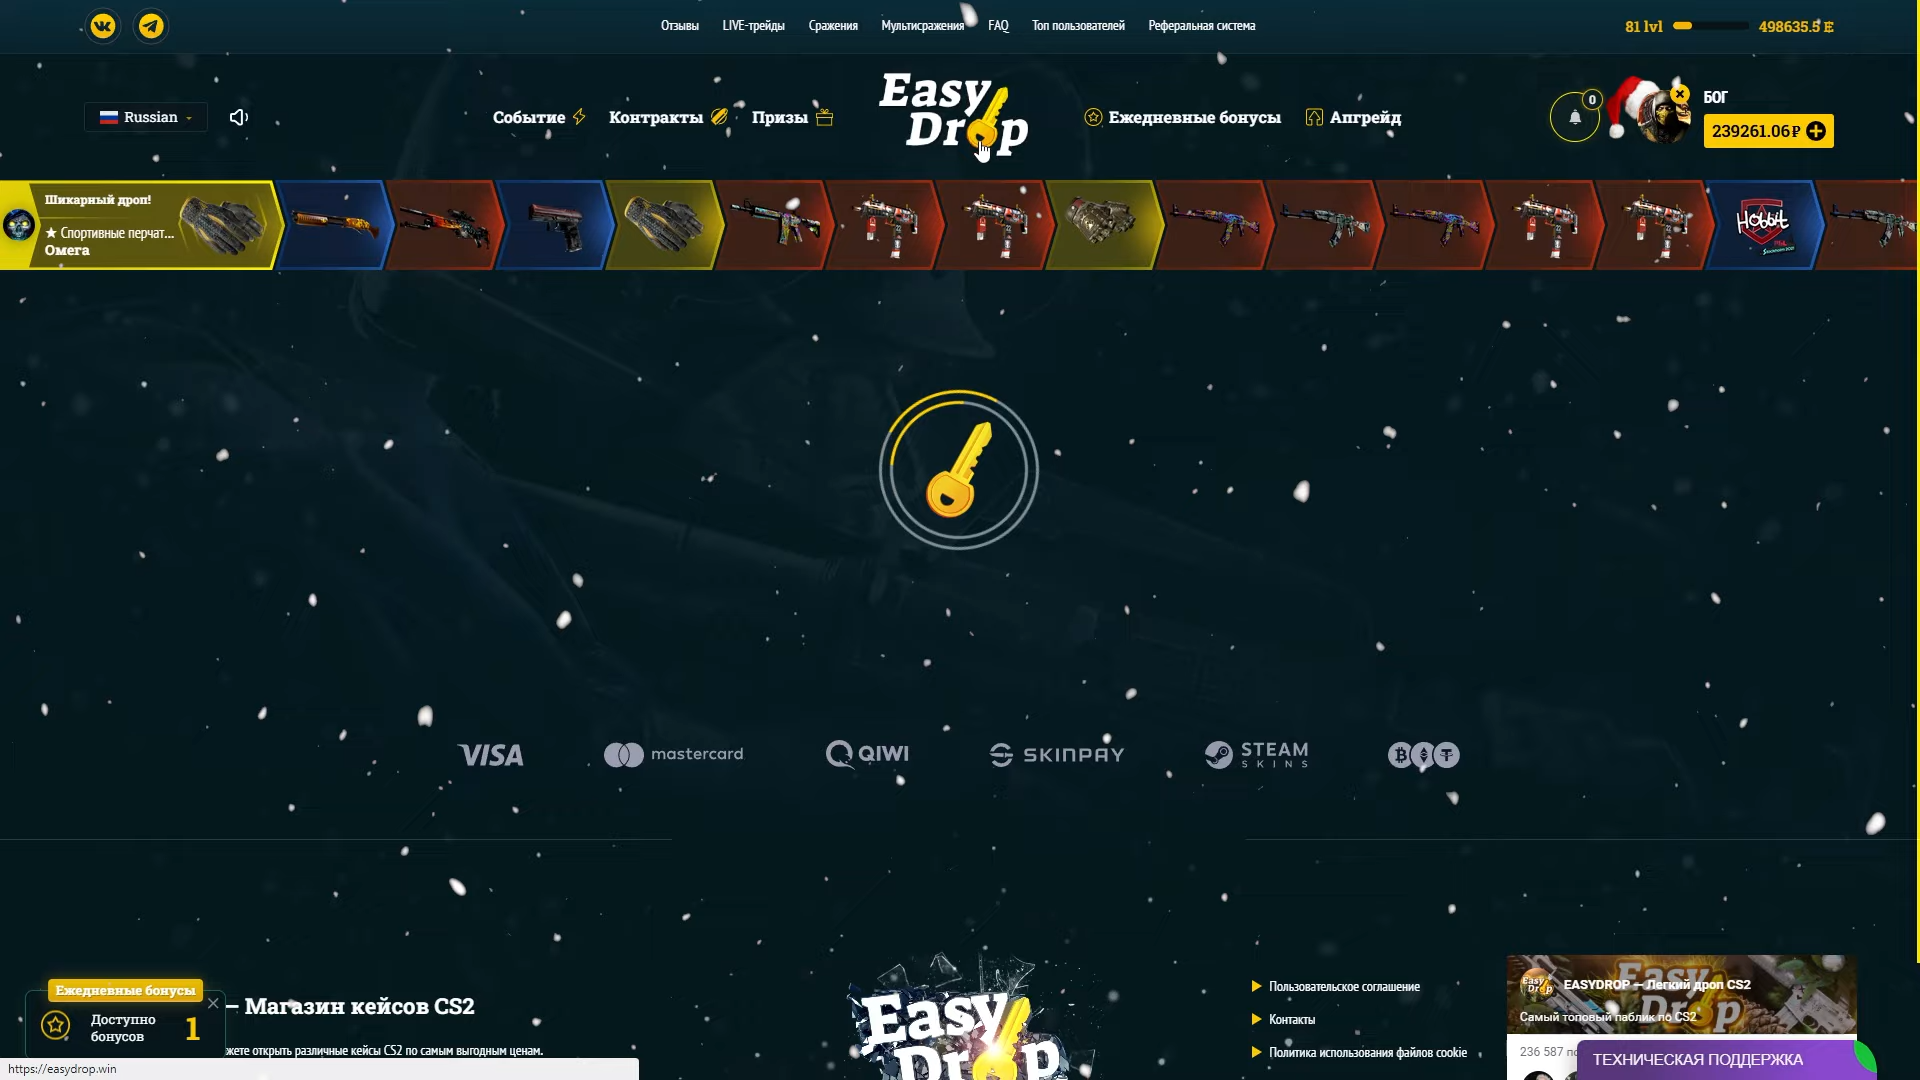 Отзывы LIVE-трейды Сражения Мультисражения FAQ Топ пользователей Реферальная система
81 lvl 498635.5
Russian
Событие Контракты Призы
Easy
Drop
Ежедневные бонусы Апгрейд
0
БОГ
239261.06₽
Шикарный дроп!
★ Спортивные перчат...
Омега
Hobbit
VISA mastercard QIWI SKINPAY STEAM SKINS
Ежедневные бонусы
Доступно
бонусов
1
– Магазин кейсов CS2
жете открыть различные кейсы CS2 по самым выгодным ценам.
Easy
Drop
Пользовательское соглашение
Контакты
Политика использования файлов cookie
EASYDROP — Легкий дроп CS2
Самый топовый паблик по CS2
236 587
ТЕХНИЧЕСКАЯ ПОДДЕРЖКА
https://easydrop.win